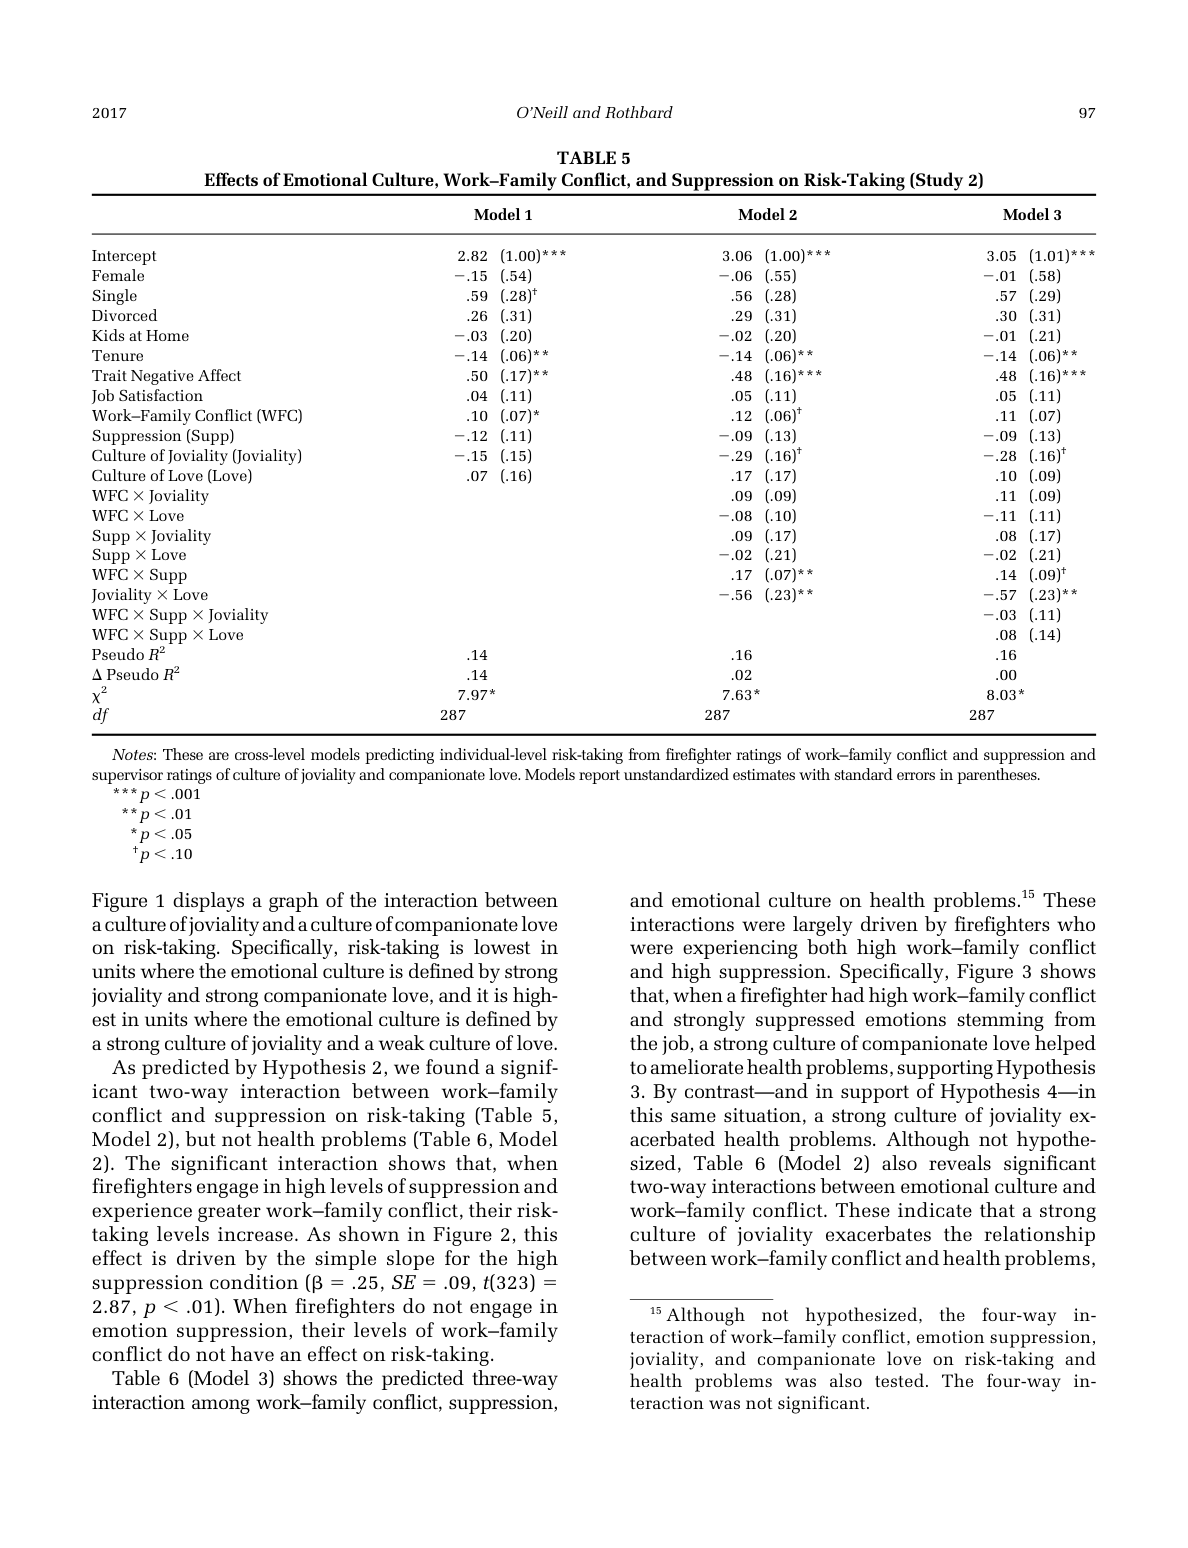 2017 O’Neill and Rothbard 97
TABLE 5
Effects of Emotional Culture, Work–Family Conflict, and Suppression on Risk-Taking (Study 2)
Model 1 Model 2 Model 3
Intercept 2.82 (1.00)*** 3.06 (1.00)*** 3.05 (1.01)***
Female −.15 (.54) −.06 (.55) −.01 (.58)
Single .59 (.28)† .56 (.28) .57 (.29)
Divorced .26 (.31) .29 (.31) .30 (.31)
Kids at Home −.03 (.20) −.02 (.20) −.01 (.21)
Tenure −.14 (.06)** −.14 (.06)** −.14 (.06)**
Trait Negative Affect .50 (.17)** .48 (.16)*** .48 (.16)***
Job Satisfaction .04 (.11) .05 (.11) .05 (.11)
Work–Family Conflict (WFC) .10 (.07)* .12 (.06)† .11 (.07)
Suppression (Supp) −.12 (.11) −.09 (.13) −.09 (.13)
Culture of Joviality (Joviality) −.15 (.15) −.29 (.16)† −.28 (.16)†
Culture of Love (Love) .07 (.16) .17 (.17) .10 (.09)
WFC × Joviality .09 (.09) .11 (.09)
WFC × Love −.08 (.10) −.11 (.11)
Supp × Joviality .09 (.17) .08 (.17)
Supp × Love −.02 (.21) −.02 (.21)
WFC × Supp .17 (.07)** .14 (.09)†
Joviality × Love −.56 (.23)** −.57 (.23)**
WFC × Supp × Joviality −.03 (.11)
WFC × Supp × Love .08 (.14)
Pseudo R² .14 .16 .16
Δ Pseudo R² .14 .02 .00
χ² 7.97* 7.63* 8.03*
df 287 287 287
Notes: These are cross-level models predicting individual-level risk-taking from firefighter ratings of work–family conflict and suppression and
supervisor ratings of culture of joviality and companionate love. Models report unstandardized estimates with standard errors in parentheses.
***p < .001
**p < .01
*p < .05
†p < .10
Figure 1 displays a graph of the interaction between
a culture of joviality and a culture of companionate love
on risk-taking. Specifically, risk-taking is lowest in
units where the emotional culture is defined by strong
joviality and strong companionate love, and it is high-
est in units where the emotional culture is defined by
a strong culture of joviality and a weak culture of love.
As predicted by Hypothesis 2, we found a signif-
icant two-way interaction between work–family
conflict and suppression on risk-taking (Table 5,
Model 2), but not health problems (Table 6, Model
2). The significant interaction shows that, when
firefighters engage in high levels of suppression and
experience greater work–family conflict, their risk-
taking levels increase. As shown in Figure 2, this
effect is driven by the simple slope for the high
suppression condition (β = .25, SE = .09, t(323) =
2.87, p < .01). When firefighters do not engage in
emotion suppression, their levels of work–family
conflict do not have an effect on risk-taking.
Table 6 (Model 3) shows the predicted three-way
interaction among work–family conflict, suppression,
and emotional culture on health problems.¹⁵ These
interactions were largely driven by firefighters who
were experiencing both high work–family conflict
and high suppression. Specifically, Figure 3 shows
that, when a firefighter had high work–family conflict
and strongly suppressed emotions stemming from
the job, a strong culture of companionate love helped
to ameliorate health problems, supporting Hypothesis
3. By contrast—and in support of Hypothesis 4—in
this same situation, a strong culture of joviality ex-
acerbated health problems. Although not hypothe-
sized, Table 6 (Model 2) also reveals significant
two-way interactions between emotional culture and
work–family conflict. These indicate that a strong
culture of joviality exacerbates the relationship
between work–family conflict and health problems,
¹⁵ Although not hypothesized, the four-way in-
teraction of work–family conflict, emotion suppression,
joviality, and companionate love on risk-taking and
health problems was also tested. The four-way in-
teraction was not significant.